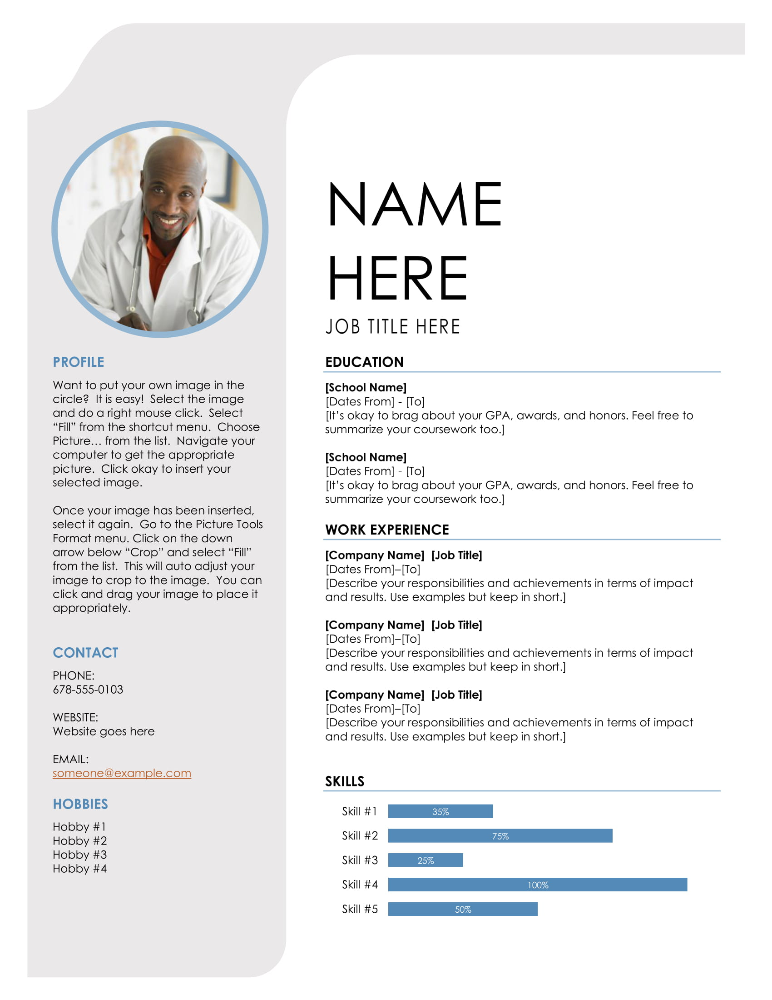 PROFILE
Want to put your own image in the
circle?  It is easy!  Select the image
and do a right mouse click.  Select
“Fill” from the shortcut menu.  Choose
Picture… from the list.  Navigate your
computer to get the appropriate
picture.  Click okay to insert your
selected image.
Once your image has been inserted,
select it again.  Go to the Picture Tools
Format menu. Click on the down
arrow below “Crop” and select “Fill”
from the list.  This will auto adjust your
image to crop to the image.  You can
click and drag your image to place it
appropriately.
CONTACT
PHONE:
678-555-0103
WEBSITE:
Website goes here
EMAIL:
someone@example.com
HOBBIES
Hobby #1
Hobby #2
Hobby #3
Hobby #4
NAME
HERE
JOB TITLE HERE
EDUCATION
[School Name]
[Dates From] - [To]
[It’s okay to brag about your GPA, awards, and honors. Feel free to
summarize your coursework too.]
[School Name]
[Dates From] - [To]
[It’s okay to brag about your GPA, awards, and honors. Feel free to
summarize your coursework too.]
WORK EXPERIENCE
[Company Name]  [Job Title]
[Dates From]–[To]
[Describe your responsibilities and achievements in terms of impact
and results. Use examples but keep in short.]
[Company Name]  [Job Title]
[Dates From]–[To]
[Describe your responsibilities and achievements in terms of impact
and results. Use examples but keep in short.]
[Company Name]  [Job Title]
[Dates From]–[To]
[Describe your responsibilities and achievements in terms of impact
and results. Use examples but keep in short.]
SKILLS
Skill #1 35%
Skill #2 75%
Skill #3 25%
Skill #4 100%
Skill #5 50%